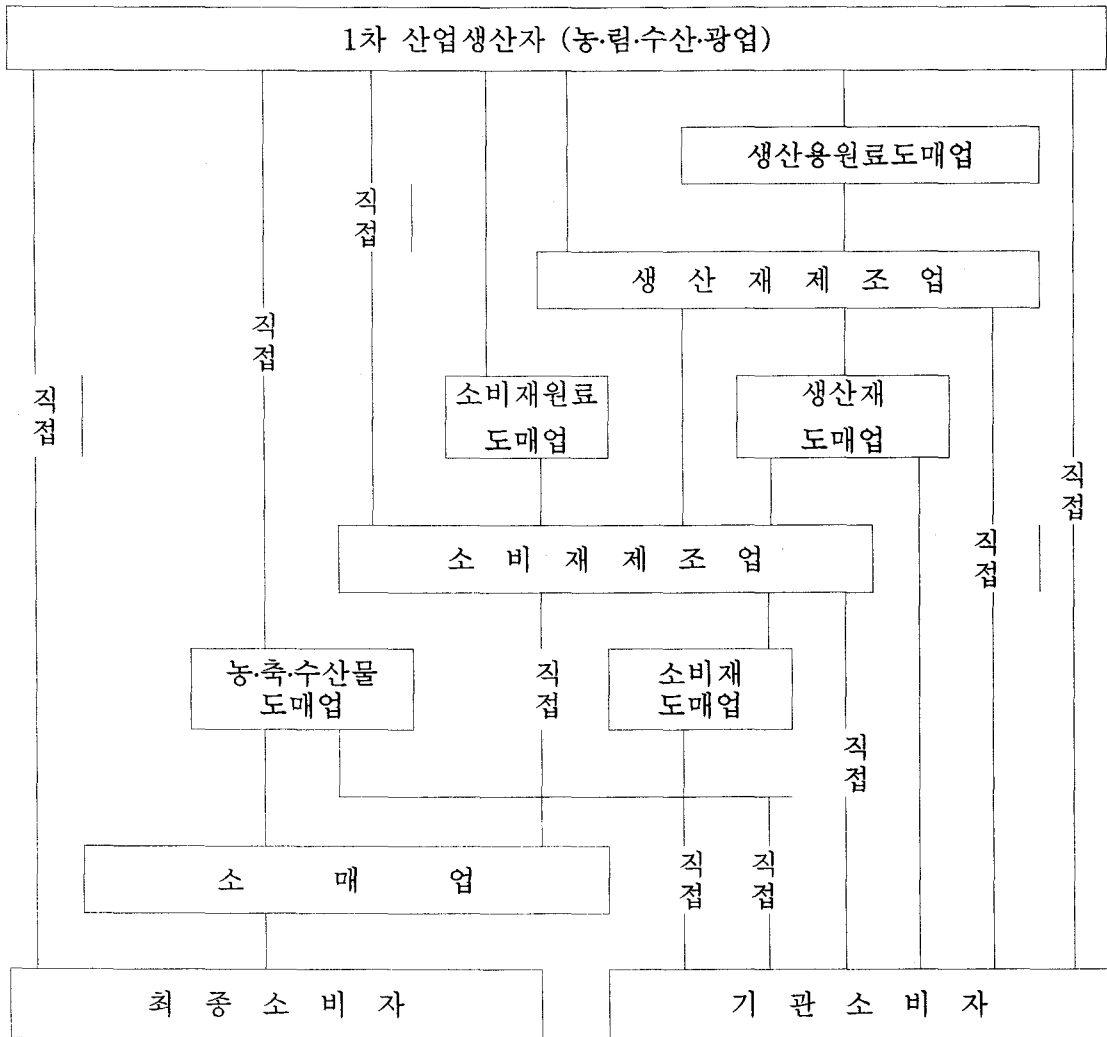 1차 산업생산자 (농·림·수산·광업)
생산용원료도매업
직접
생 산 재 제 조 업
직접
직접
소비재원료
도매업
생산재
도매업
직접
직접
소 비 재 제 조 업
농·축·수산물
도매업
직접
소비재
도매업
직접
소 매 업
직접
직접
최 종 소 비 자
기 관 소 비 자